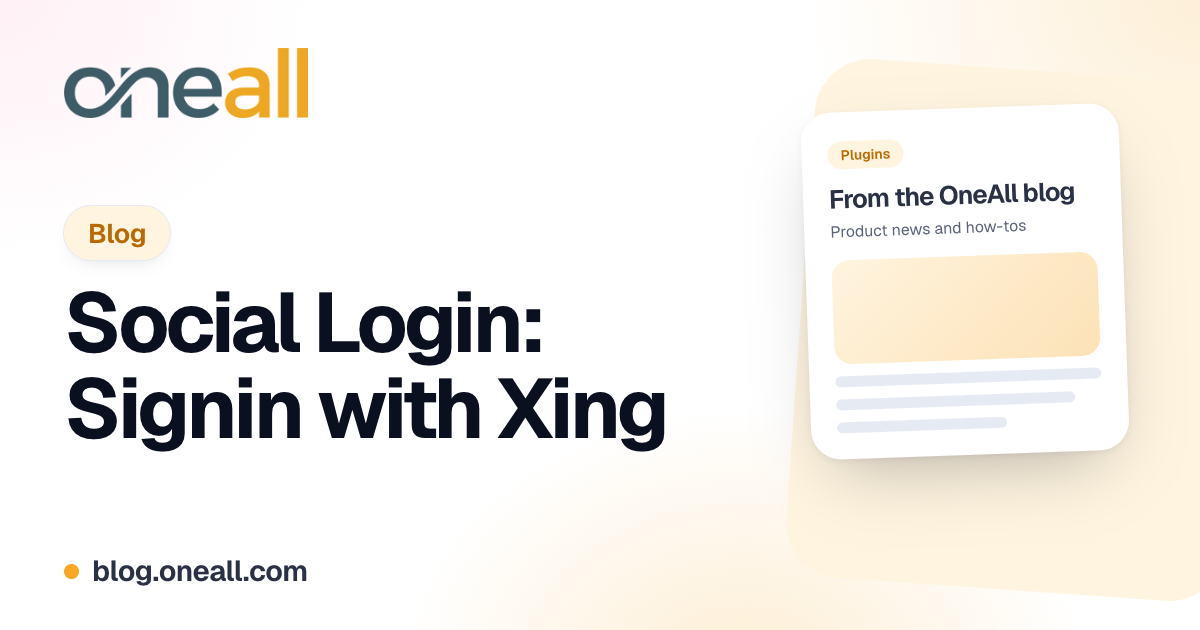 oneall
Blog
Social Login:
Signin with Xing
blog.oneall.com
Plugins
From the OneAll blog
Product news and how-tos